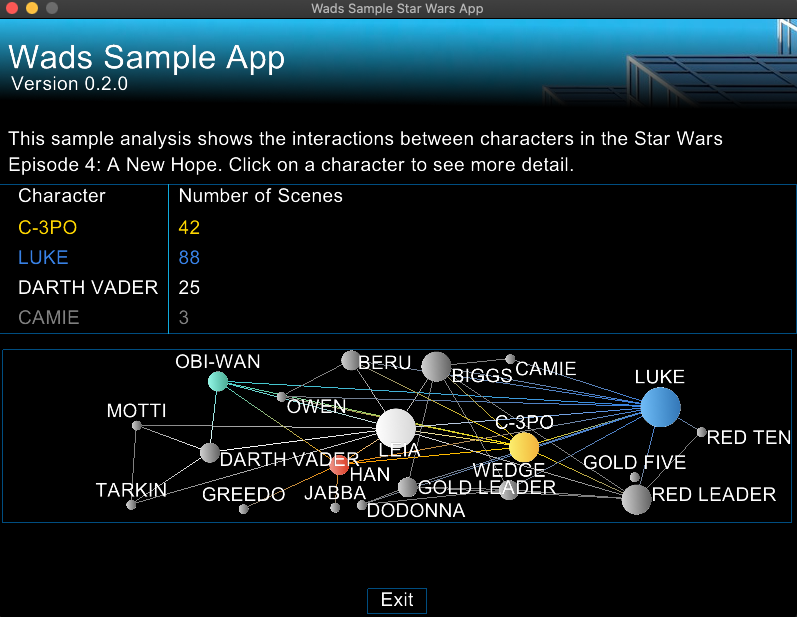 Wads Sample Star Wars App
Wads Sample App
Version 0.2.0
This sample analysis shows the interactions between characters in the Star Wars
Episode 4: A New Hope. Click on a character to see more detail.
Character Number of Scenes
C-3PO 42
LUKE 88
DARTH VADER 25
CAMIE 3
OBI-WAN
BERU
BIGGS
CAMIE
LUKE
OWEN
MOTTI
C-3PO
LEIA
RED TEN
DARTH VADER
HAN
WEDGE
GOLD FIVE
TARKIN
GREEDO
JABBA
GOLD LEADER
RED LEADER
DODONNA
Exit